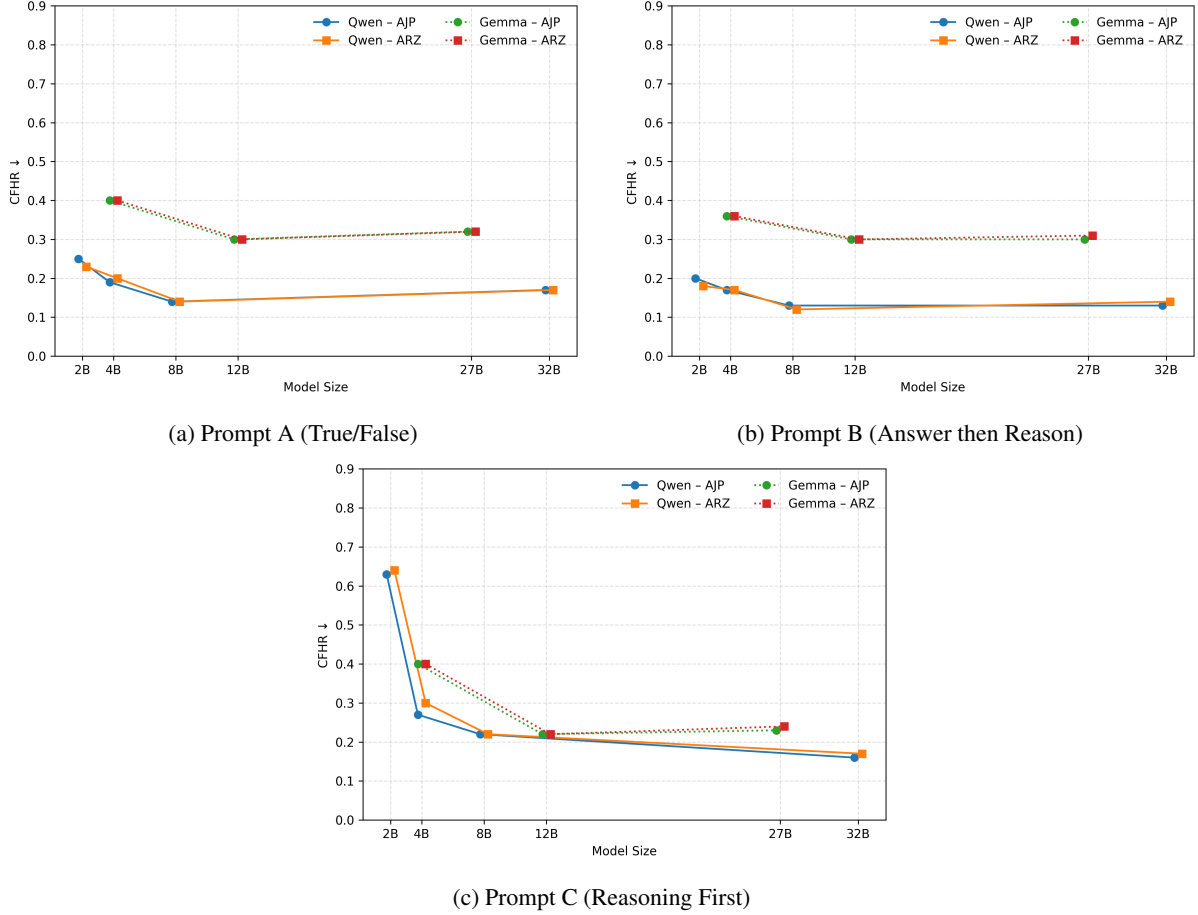 0.9
0.8
0.7
0.6
0.5
0.4
0.3
0.2
0.1
0.0
CFHR ↓
2B 4B 8B 12B 27B 32B
Model Size
Qwen – AJP
Qwen – ARZ
Gemma – AJP
Gemma – ARZ
(a) Prompt A (True/False)
0.9
0.8
0.7
0.6
0.5
0.4
0.3
0.2
0.1
0.0
CFHR ↓
2B 4B 8B 12B 27B 32B
Model Size
Qwen – AJP
Qwen – ARZ
Gemma – AJP
Gemma – ARZ
(b) Prompt B (Answer then Reason)
0.9
0.8
0.7
0.6
0.5
0.4
0.3
0.2
0.1
0.0
CFHR ↓
2B 4B 8B 12B 27B 32B
Model Size
Qwen – AJP
Qwen – ARZ
Gemma – AJP
Gemma – ARZ
(c) Prompt C (Reasoning First)